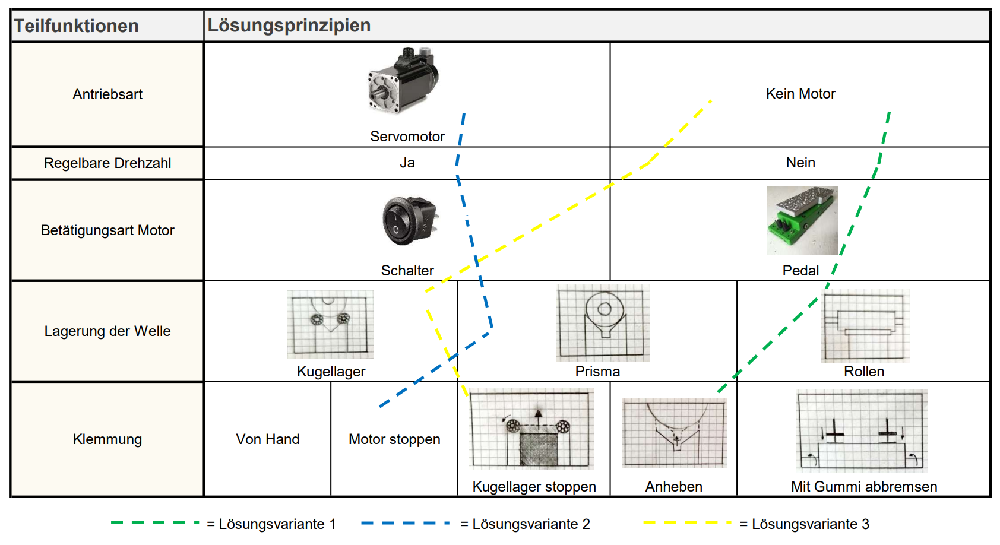 Teilfunktionen Lösungsprinzipien
Antriebsart Servomotor Kein Motor
Regelbare Drehzahl Ja Nein
Betätigungsart Motor Schalter Pedal
Lagerung der Welle Kugellager Prisma Rollen
Klemmung Von Hand Motor stoppen Kugellager stoppen Anheben Mit Gummi abbremsen
= Lösungsvariante 1 = Lösungsvariante 2 = Lösungsvariante 3